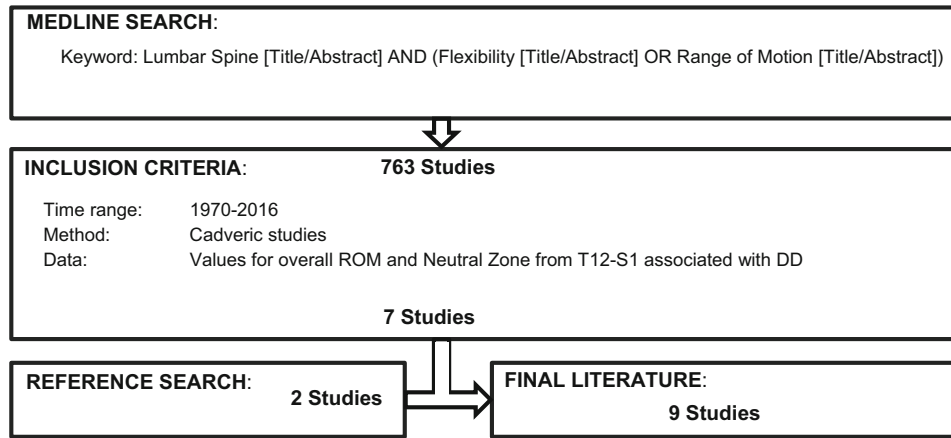 MEDLINE SEARCH:
Keyword: Lumbar Spine [Title/Abstract] AND (Flexibility [Title/Abstract] OR Range of Motion [Title/Abstract])
INCLUSION CRITERIA: 763 Studies
Time range: 1970-2016
Method: Cadveric studies
Data: Values for overall ROM and Neutral Zone from T12-S1 associated with DD
7 Studies
REFERENCE SEARCH:
2 Studies
FINAL LITERATURE:
9 Studies